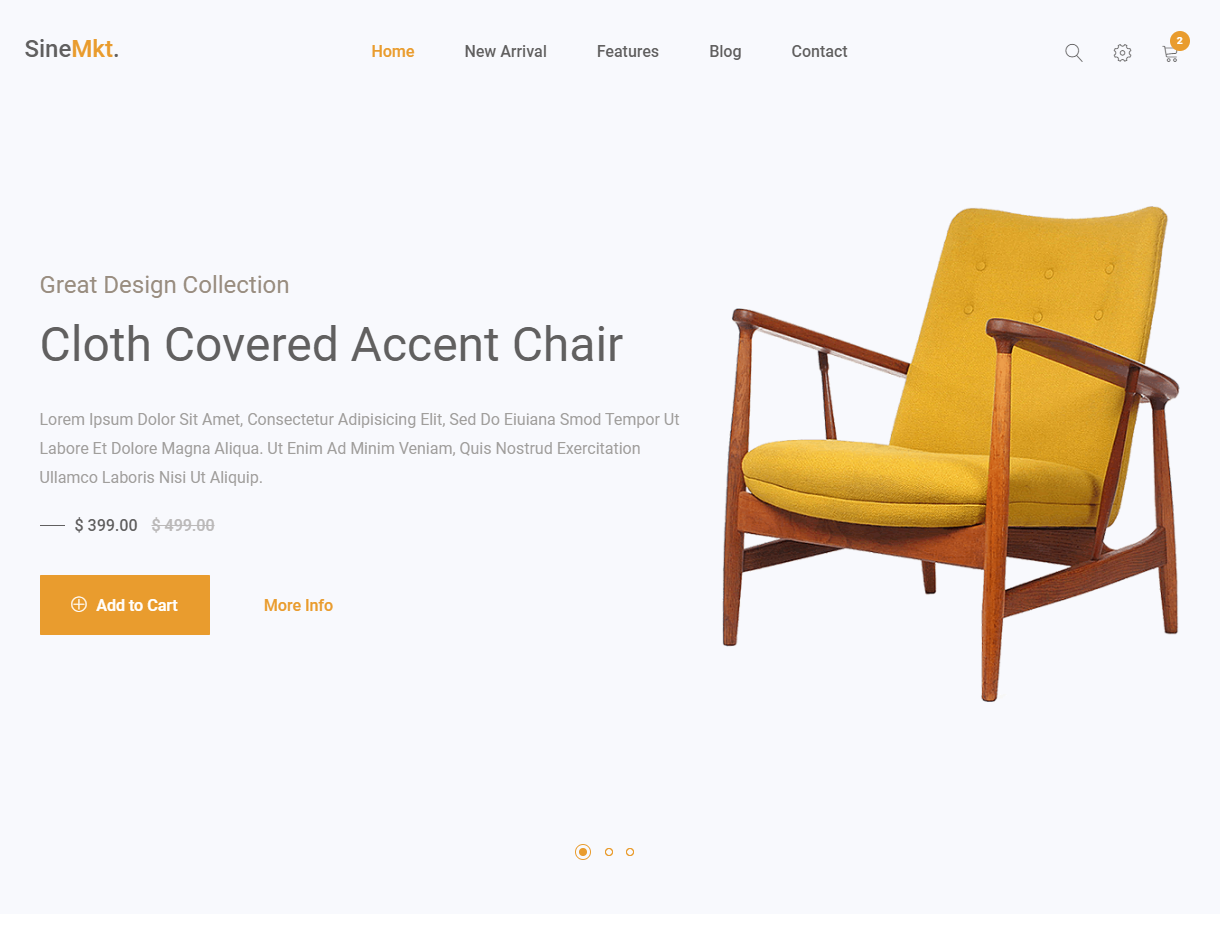 SineMkt.
Home New Arrival Features Blog Contact
2
Great Design Collection
Cloth Covered Accent Chair
Lorem Ipsum Dolor Sit Amet, Consectetur Adipisicing Elit, Sed Do Eiuiana Smod Tempor Ut
Labore Et Dolore Magna Aliqua. Ut Enim Ad Minim Veniam, Quis Nostrud Exercitation
Ullamco Laboris Nisi Ut Aliquip.
$ 399.00 $ 499.00
Add to Cart More Info